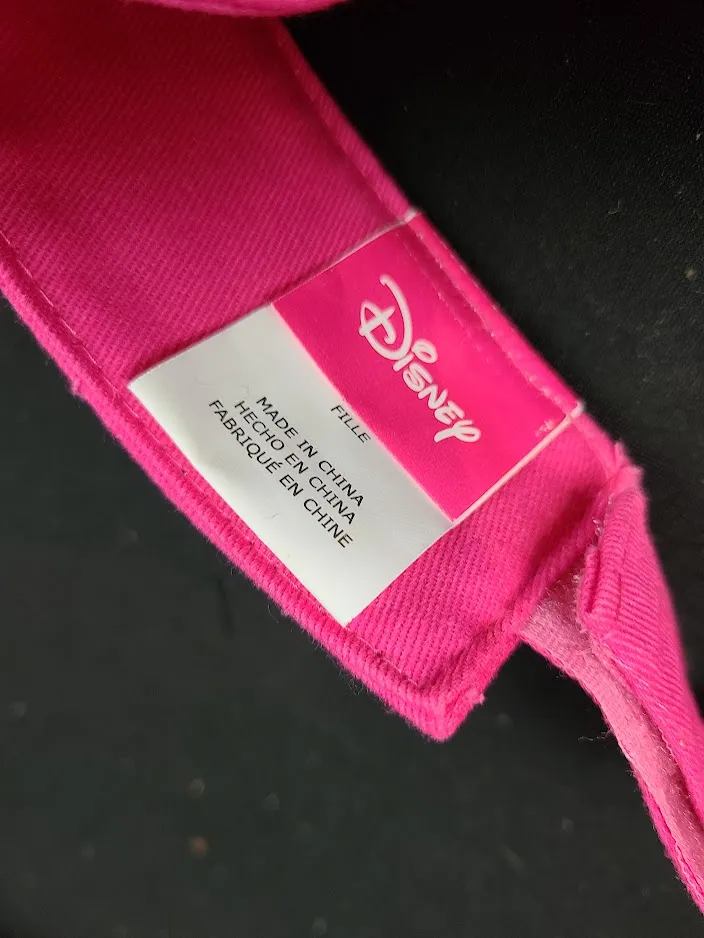 Disney
FILLE
MADE IN CHINA
HECHO EN CHINA
FABRIQUÉ EN CHINE